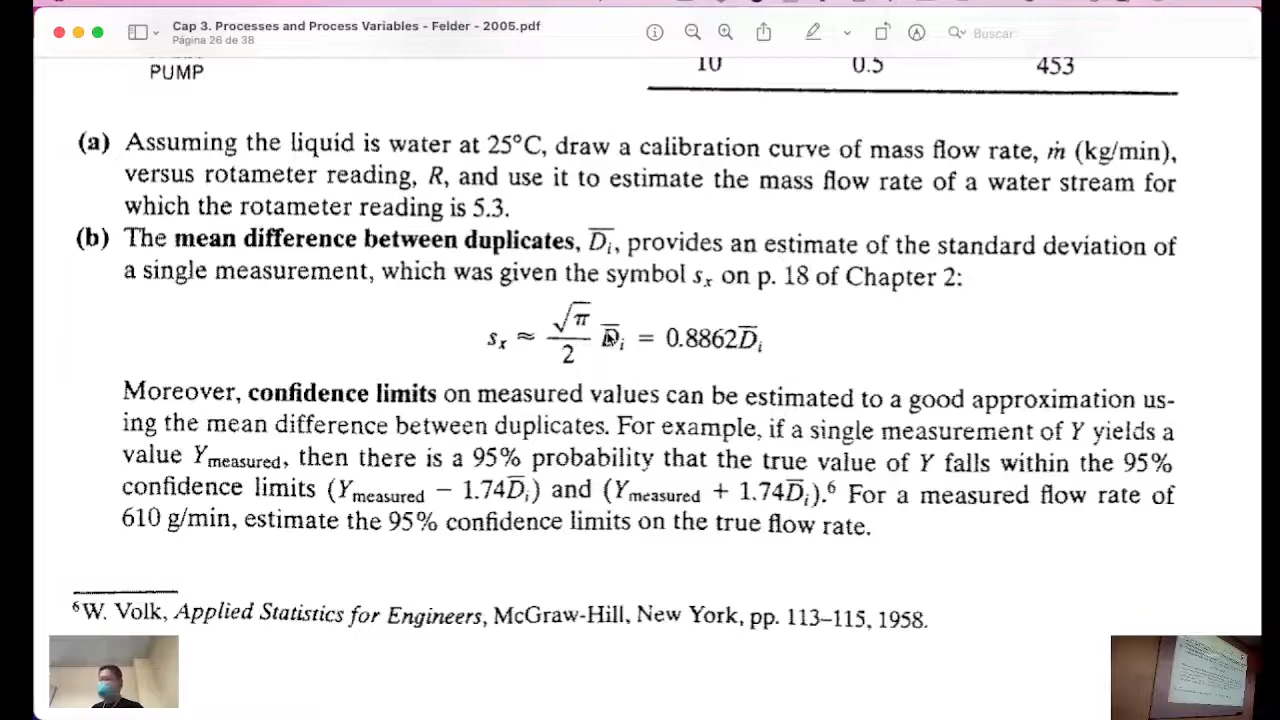 Cap 3. Processes and Process Variables - Felder - 2005.pdf
Página 26 de 38
Buscar
PUMP
10 0.5 453
(a) Assuming the liquid is water at 25°C, draw a calibration curve of mass flow rate, ṁ (kg/min),
versus rotameter reading, R, and use it to estimate the mass flow rate of a water stream for
which the rotameter reading is 5.3.
(b) The mean difference between duplicates, D̅ᵢ, provides an estimate of the standard deviation of
a single measurement, which was given the symbol sₓ on p. 18 of Chapter 2:
sₓ ≈ √π/2 D̅ᵢ = 0.8862D̅ᵢ
Moreover, confidence limits on measured values can be estimated to a good approximation us-
ing the mean difference between duplicates. For example, if a single measurement of Y yields a
value Y measured, then there is a 95% probability that the true value of Y falls within the 95%
confidence limits (Y measured − 1.74D̅ᵢ) and (Y measured + 1.74D̅ᵢ).⁶ For a measured flow rate of
610 g/min, estimate the 95% confidence limits on the true flow rate.
⁶W. Volk, Applied Statistics for Engineers, McGraw-Hill, New York, pp. 113–115, 1958.